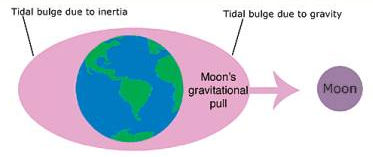 Tidal bulge due to inertia
Tidal bulge due to gravity
Moon's
gravitational
pull
Moon